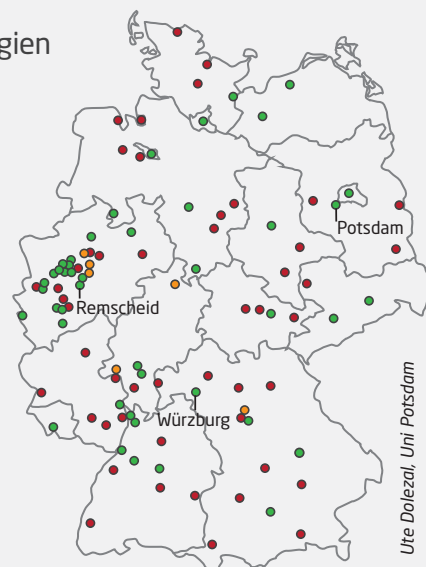 gien
Potsdam
Remscheid
Würzburg
Ute Dolezal, Uni Potsdam